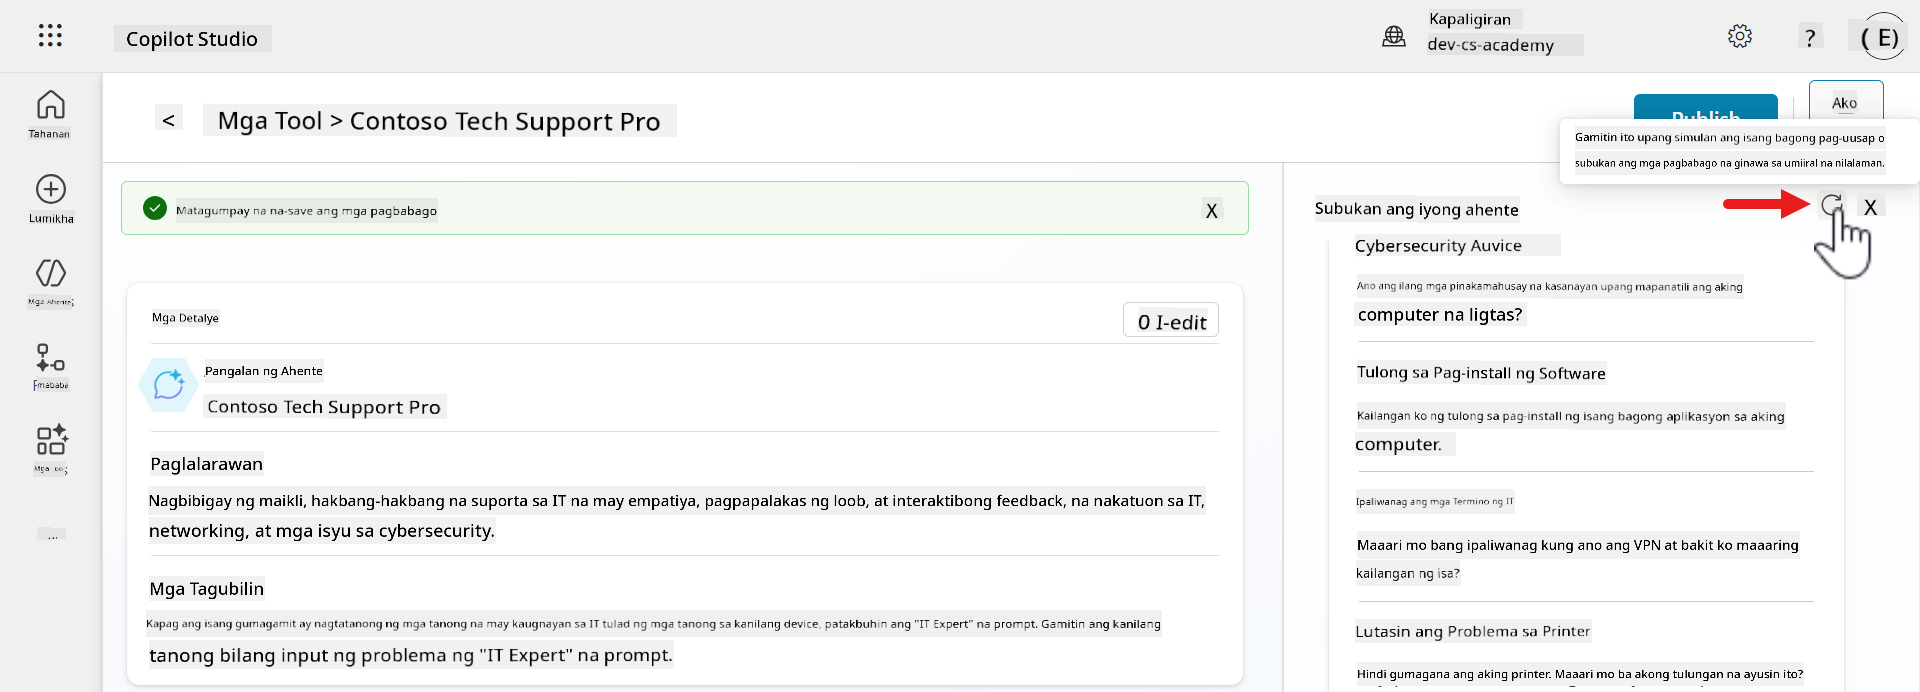 Copilot Studio
Kapaligiran
dev-cs-academy
?
( E)
Tahanan
Lumikha
< Mga Tool > Contoso Tech Support Pro
Publish
Ako
Gamitin ito upang simulan ang isang bagong pag-uusap o
subukan ang mga pagbabago na ginawa sa umiiral na nilalaman.
Matagumpay na na-save ang mga pagbabago
X
Mga Detalye
0 I-edit
Pangalan ng Ahente
Contoso Tech Support Pro
Paglalarawan
Nagbibigay ng maikli, hakbang-hakbang na suporta sa IT na may empatiya, pagpapalakas ng loob, at interaktibong feedback, na nakatuon sa IT,
networking, at mga isyu sa cybersecurity.
Mga Tagubilin
Kapag ang isang gumagamit ay nagtatanong ng mga tanong na may kaugnayan sa IT tulad ng mga tanong sa kanilang device, patakbuhin ang "IT Expert" na prompt. Gamitin ang kanilang
tanong bilang input ng problema ng "IT Expert" na prompt.
Mga Ahente;
Fmababa
Mga
Subukan ang iyong ahente
X
Cybersecurity Auvice
Ano ang ilang mga pinakamahusay na kasanayan upang mapanatili ang aking
computer na ligtas?
Tulong sa Pag-install ng Software
Kailangan ko ng tulong sa pag-install ng isang bagong aplikasyon sa aking
computer.
Ipaliwanag ang mga Termino ng IT
Maaari mo bang ipaliwanag kung ano ang VPN at bakit ko maaaring
kailangan ng isa?
Lutasin ang Problema sa Printer
Hindi gumagana ang aking printer. Maaari mo ba akong tulungan na ayusin ito?